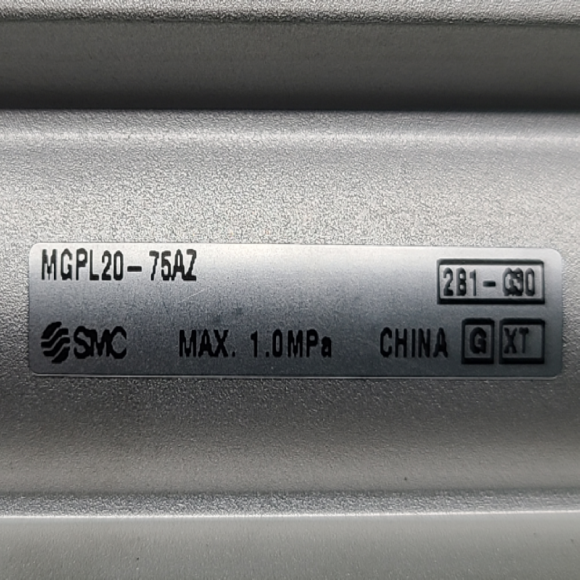 MGPL20-75AZ
2B1-G30
SMC MAX. 1.0MPa CHINA G XT